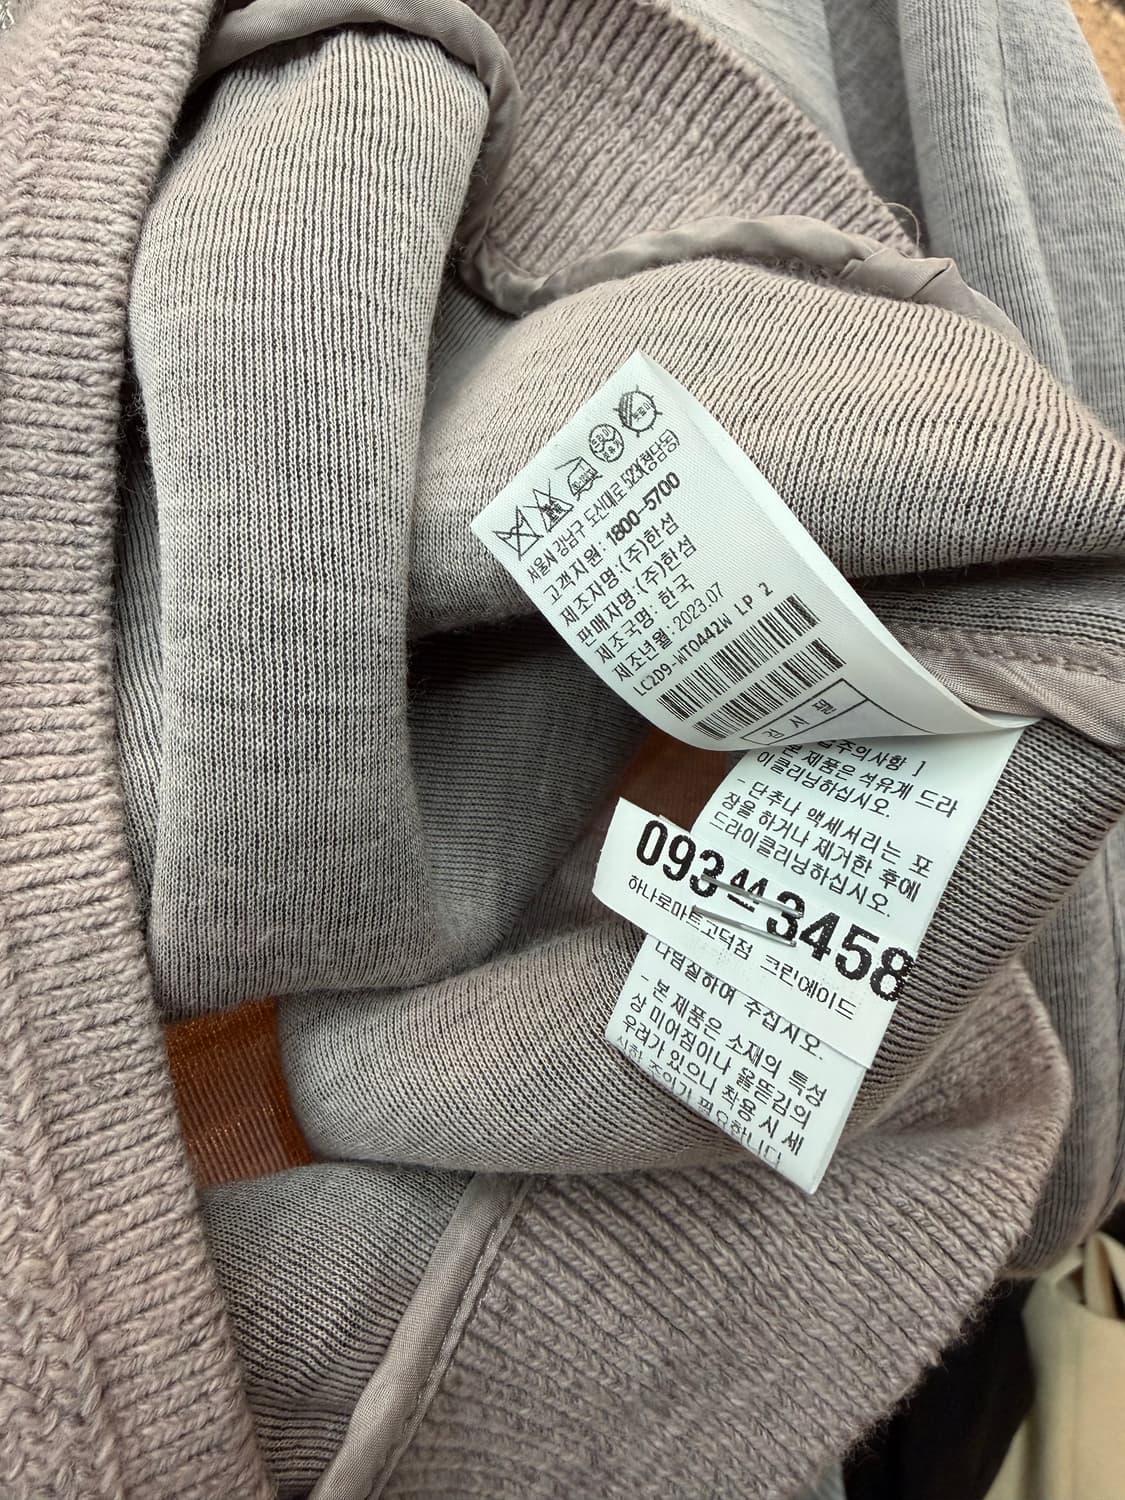 서울시 강남구 도산대로 523(청담동)
고객지원: 1800-5700
제조자명:(주)한섬
판매자명:(주)한섬
제조국명: 한국
제조년월:2023.07
LC2D9-WT0442W LP 2
주의사항 ]
본 제품은 석유계 드라
이클리닝하십시오.
- 단추나 액세서리는 포
장을 하거나 제거한 후에
드라이클리닝하십시오.
093 3458
하나로마트고덕점 크린에이드
다림질하여 주십시오.
- 본 제품은 소재의 특성
상 미어짐이나 올뜯김의
우려가 있으니 착용 시 세
심한 주의가 필요합니다